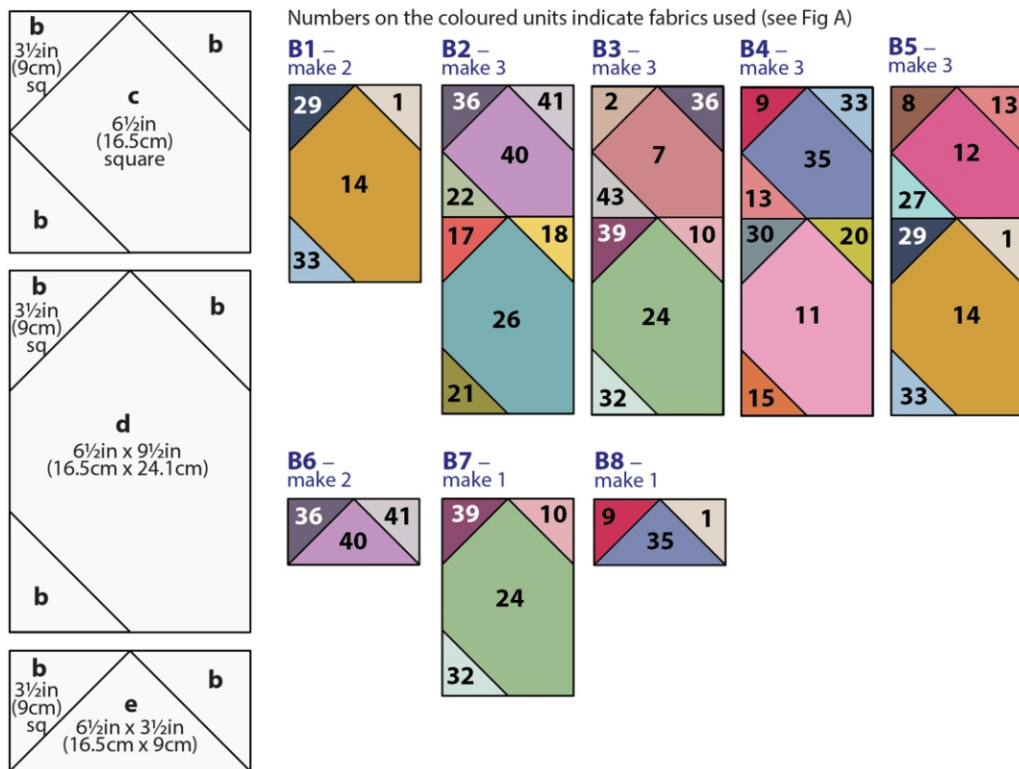 b
3½in
(9cm)
sq
b
c
6½in
(16.5cm)
square
b
b
3½in
(9cm)
sq
b
d
6½in x 9½in
(16.5cm x 24.1cm)
b
b
3½in
(9cm)
sq
b
e
6½in x 3½in
(16.5cm x 9cm)
Numbers on the coloured units indicate fabrics used (see Fig A)
B1 –
make 2
29 1
14
33
B2 –
make 3
36 41
40
22
17 18
26
21
B3 –
make 3
2 36
7
43
39 10
24
32
B4 –
make 3
9 33
35
13
30 20
11
15
B5 –
make 3
8 13
12
27
29 1
14
33
B6 –
make 2
36 41
40
B7 –
make 1
39 10
24
32
B8 –
make 1
9 1
35